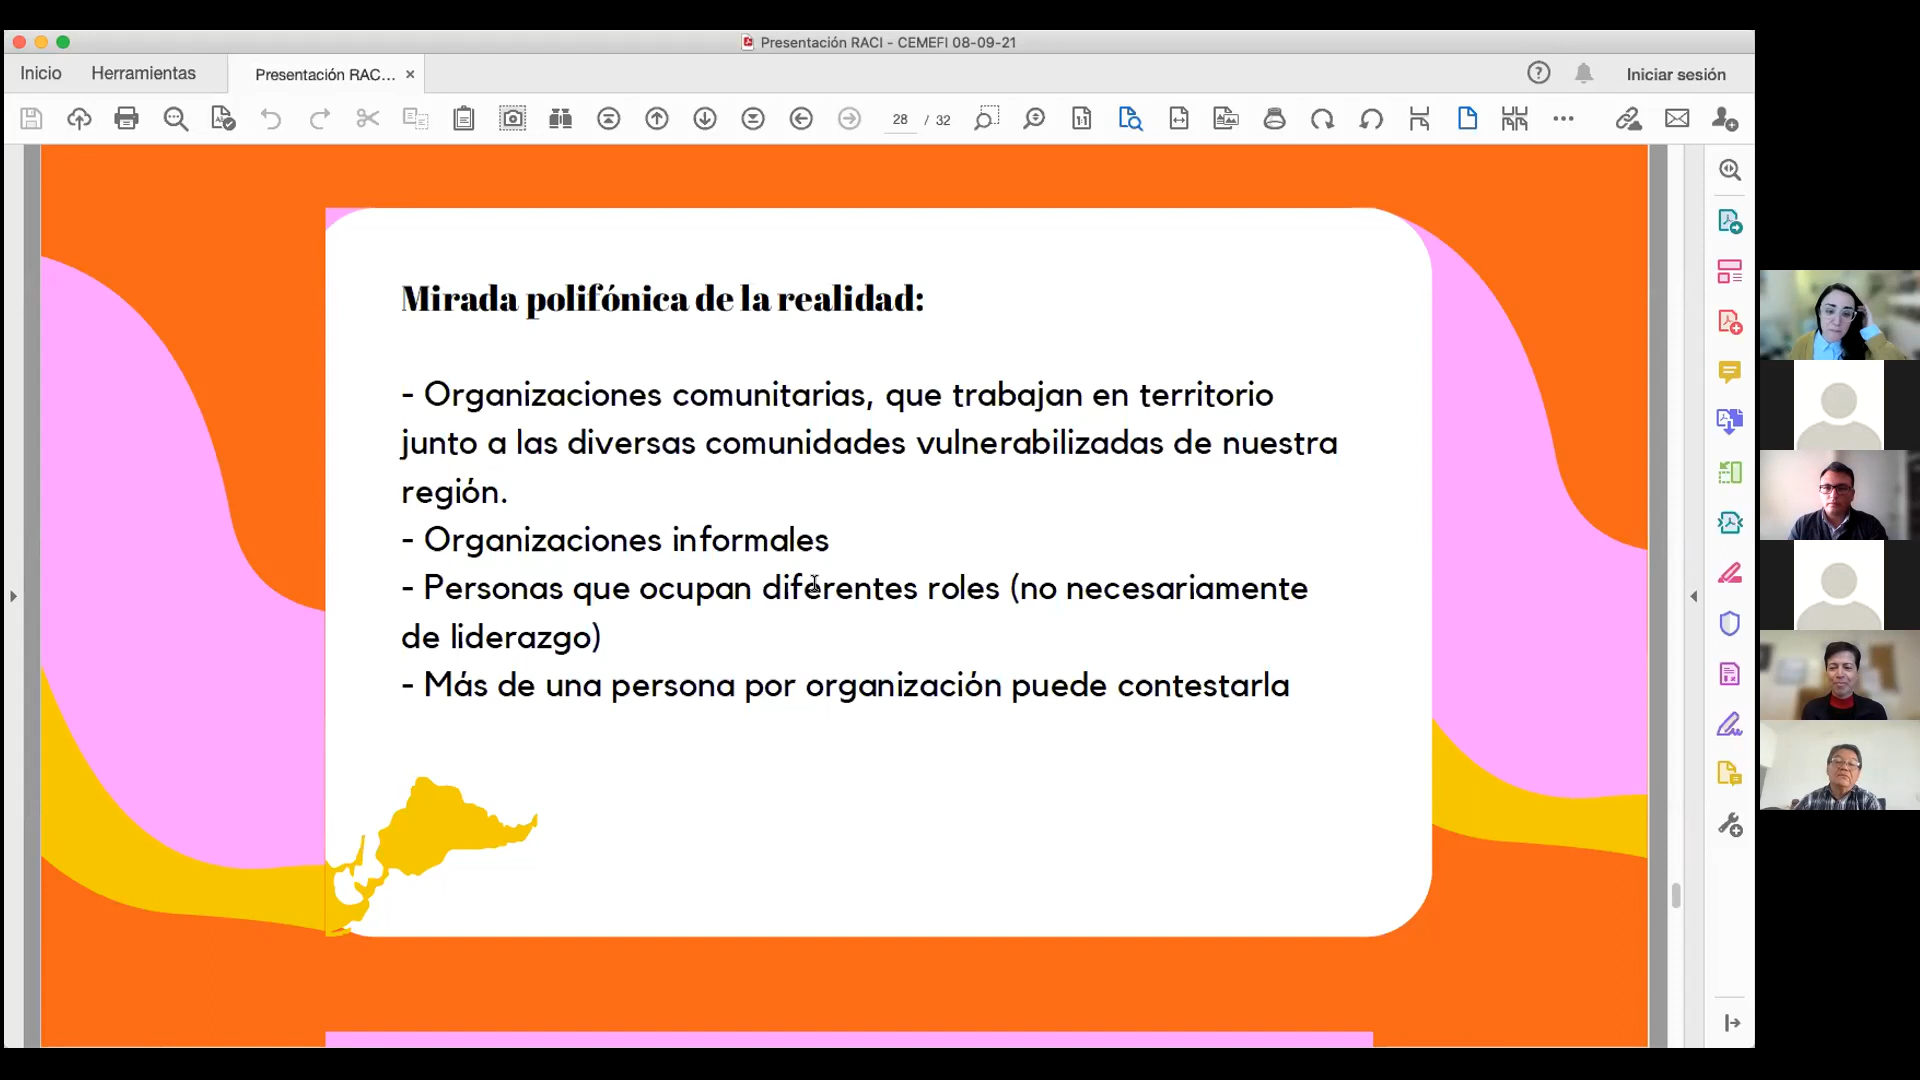 Presentación RACI - CEMEFI 08-09-21
Inicio Herramientas Presentación RAC... × Iniciar sesión
28 / 32
Mirada polifónica de la realidad:
- Organizaciones comunitarias, que trabajan en territorio
junto a las diversas comunidades vulnerabilizadas de nuestra
región.
- Organizaciones informales
- Personas que ocupan diferentes roles (no necesariamente
de liderazgo)
- Más de una persona por organización puede contestarla